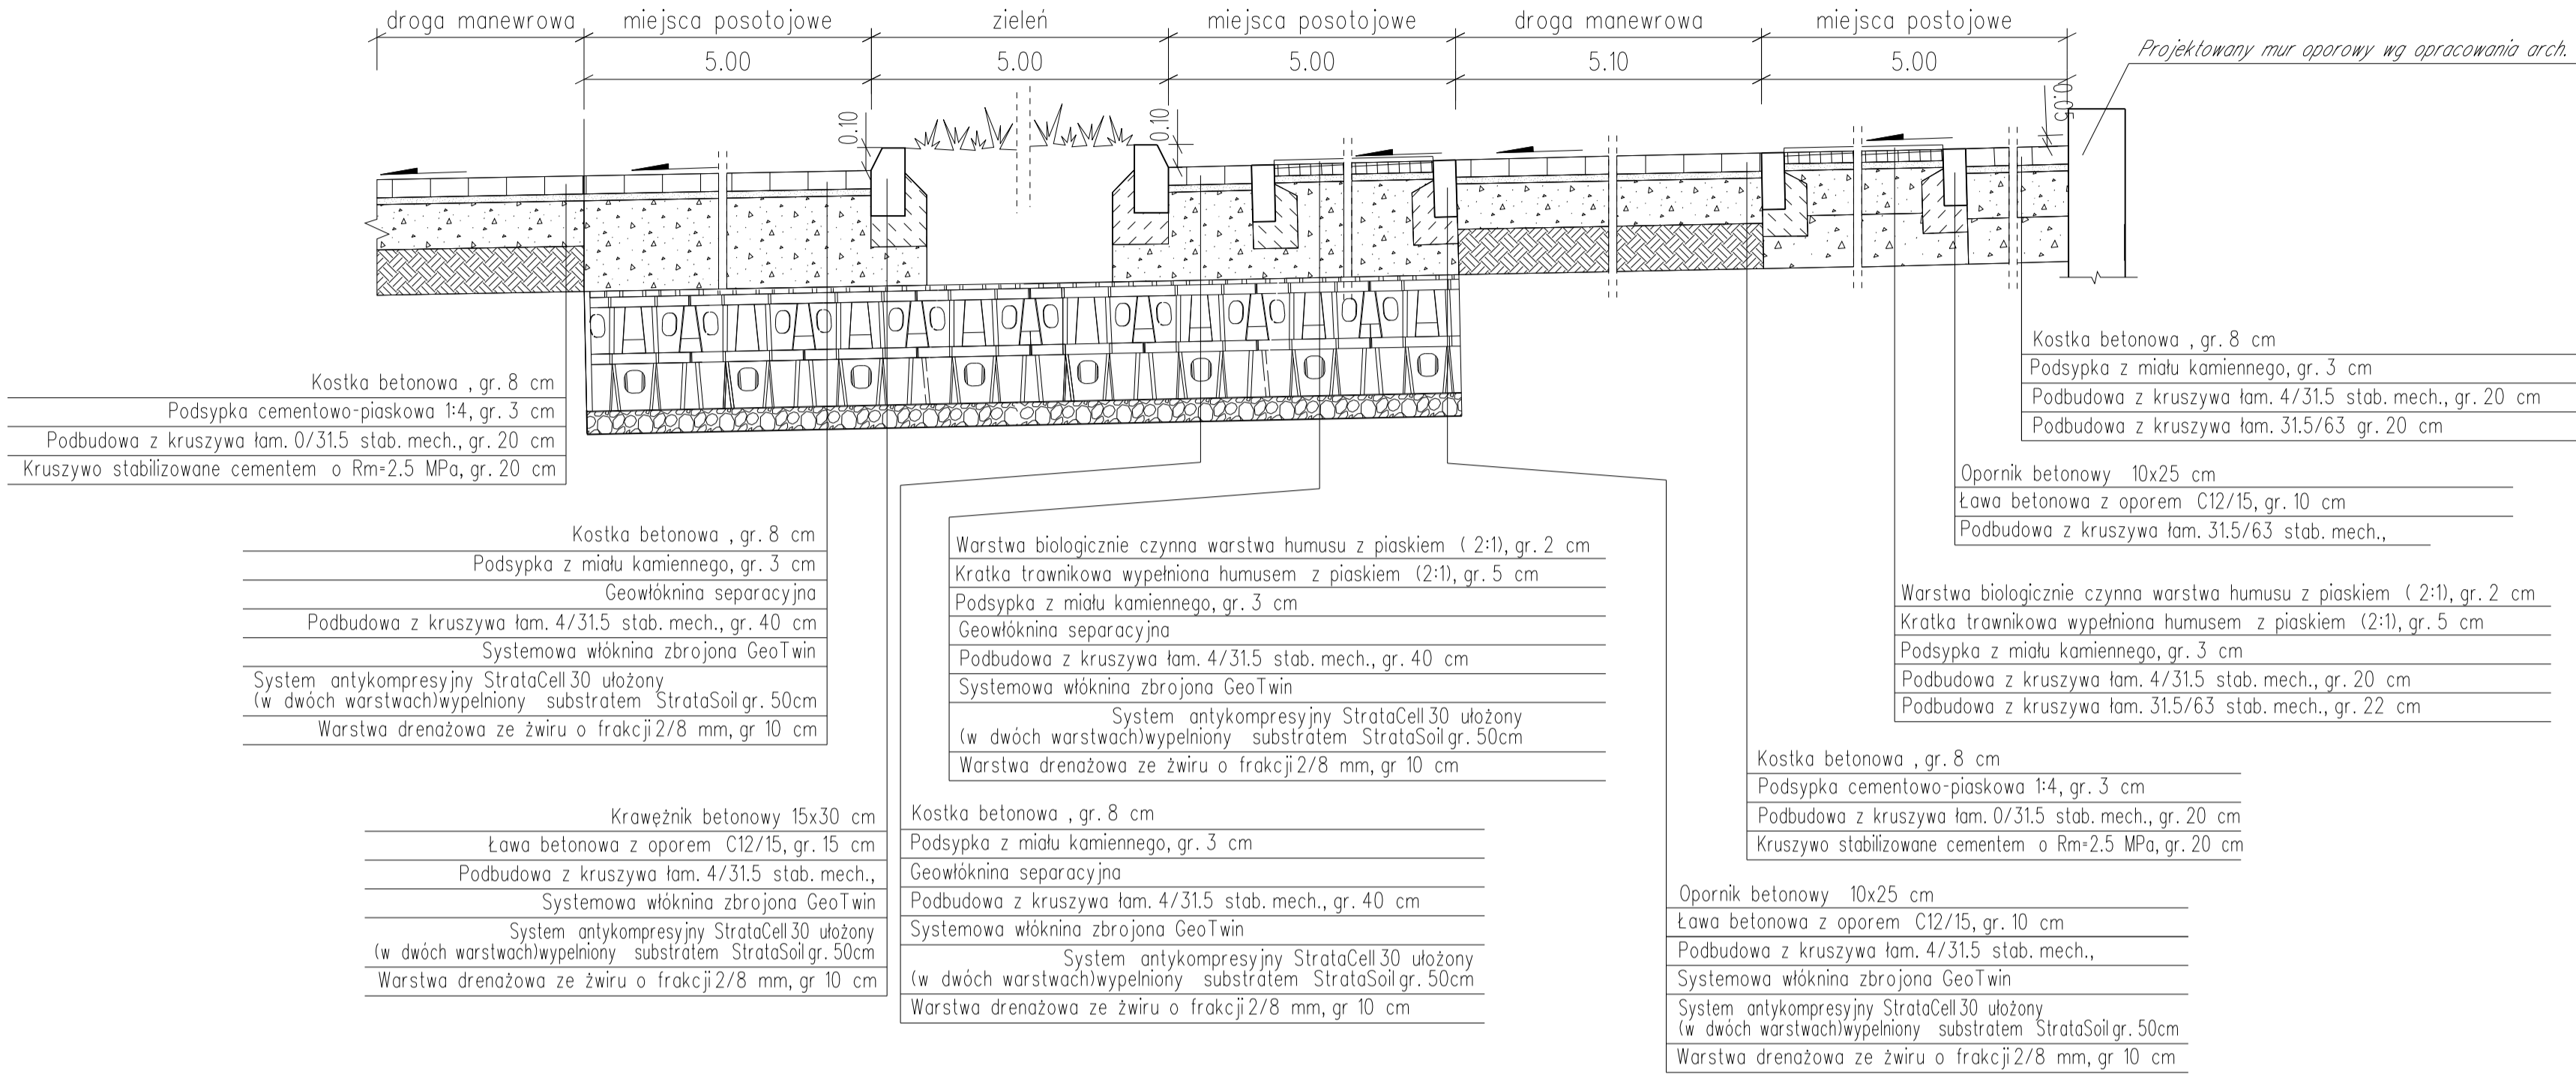 droga manewrowa
miejsca posotojowe
zieleń
miejsca posotojowe
droga manewrowa
miejsca postojowe
Projektowany mur oporowy wg opracowania arch.
5.00
5.00
5.00
5.10
5.00
0.10
0.10
0.05
Kostka betonowa , gr. 8 cm
Podsypka cementowo-piaskowa 1:4, gr. 3 cm
Podbudowa z kruszywa łam. 0/31.5 stab. mech., gr. 20 cm
Kruszywo stabilizowane cementem o Rm=2.5 MPa, gr. 20 cm
Kostka betonowa , gr. 8 cm
Podsypka z miału kamiennego, gr. 3 cm
Geowłóknina separacyjna
Podbudowa z kruszywa łam. 4/31.5 stab. mech., gr. 40 cm
Systemowa włóknina zbrojona GeoTwin
System antykompresyjny StrataCell 30 ułożony
(w dwóch warstwach)wypelniony substratem StrataSoil gr. 50cm
Warstwa drenażowa ze żwiru o frakcji 2/8 mm, gr 10 cm
Krawężnik betonowy 15x30 cm
Ława betonowa z oporem C12/15, gr. 15 cm
Podbudowa z kruszywa łam. 4/31.5 stab. mech.,
Systemowa włóknina zbrojona GeoTwin
System antykompresyjny StrataCell 30 ułożony
(w dwóch warstwach)wypelniony substratem StrataSoil gr. 50cm
Warstwa drenażowa ze żwiru o frakcji 2/8 mm, gr 10 cm
Warstwa biologicznie czynna warstwa humusu z piaskiem ( 2:1), gr. 2 cm
Kratka trawnikowa wypełniona humusem z piaskiem (2:1), gr. 5 cm
Podsypka z miału kamiennego, gr. 3 cm
Geowłóknina separacyjna
Podbudowa z kruszywa łam. 4/31.5 stab. mech., gr. 40 cm
Systemowa włóknina zbrojona GeoTwin
System antykompresyjny StrataCell 30 ułożony
(w dwóch warstwach)wypelniony substratem StrataSoil gr. 50cm
Warstwa drenażowa ze żwiru o frakcji 2/8 mm, gr 10 cm
Kostka betonowa , gr. 8 cm
Podsypka z miału kamiennego, gr. 3 cm
Geowłóknina separacyjna
Podbudowa z kruszywa łam. 4/31.5 stab. mech., gr. 40 cm
Systemowa włóknina zbrojona GeoTwin
System antykompresyjny StrataCell 30 ułożony
(w dwóch warstwach)wypelniony substratem StrataSoil gr. 50cm
Warstwa drenażowa ze żwiru o frakcji 2/8 mm, gr 10 cm
Kostka betonowa , gr. 8 cm
Podsypka z miału kamiennego, gr. 3 cm
Podbudowa z kruszywa łam. 4/31.5 stab. mech., gr. 20 cm
Podbudowa z kruszywa łam. 31.5/63 gr. 20 cm
Opornik betonowy 10x25 cm
Ława betonowa z oporem C12/15, gr. 10 cm
Podbudowa z kruszywa łam. 31.5/63 stab. mech.,
Warstwa biologicznie czynna warstwa humusu z piaskiem ( 2:1), gr. 2 cm
Kratka trawnikowa wypełniona humusem z piaskiem (2:1), gr. 5 cm
Podsypka z miału kamiennego, gr. 3 cm
Podbudowa z kruszywa łam. 4/31.5 stab. mech., gr. 20 cm
Podbudowa z kruszywa łam. 31.5/63 stab. mech., gr. 22 cm
Kostka betonowa , gr. 8 cm
Podsypka cementowo-piaskowa 1:4, gr. 3 cm
Podbudowa z kruszywa łam. 0/31.5 stab. mech., gr. 20 cm
Kruszywo stabilizowane cementem o Rm=2.5 MPa, gr. 20 cm
Opornik betonowy 10x25 cm
Ława betonowa z oporem C12/15, gr. 10 cm
Podbudowa z kruszywa łam. 4/31.5 stab. mech.,
Systemowa włóknina zbrojona GeoTwin
System antykompresyjny StrataCell 30 ułożony
(w dwóch warstwach)wypelniony substratem StrataSoil gr. 50cm
Warstwa drenażowa ze żwiru o frakcji 2/8 mm, gr 10 cm